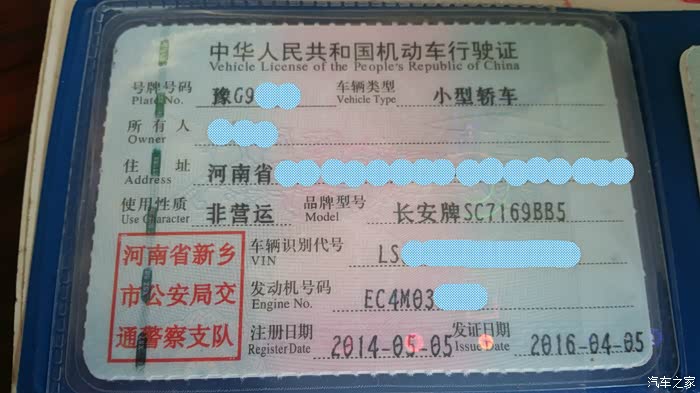 中华人民共和国机动车行驶证
Vehicle License of the People's Republic of China
号牌号码 豫G9 车辆类型 小型轿车
Plate No. Vehicle Type
所有人
Owner
住址 河南省
Address
使用性质 非营运 品牌型号 长安牌SC7169BB5
Use Character Model
河南省新乡
市公安局交
通警察支队
车辆识别代号 LS
VIN
发动机号码 EC4M03
Engine No.
注册日期 2014-05-05 发证日期 2016-04-05
Register Date Issue Date
汽车之家